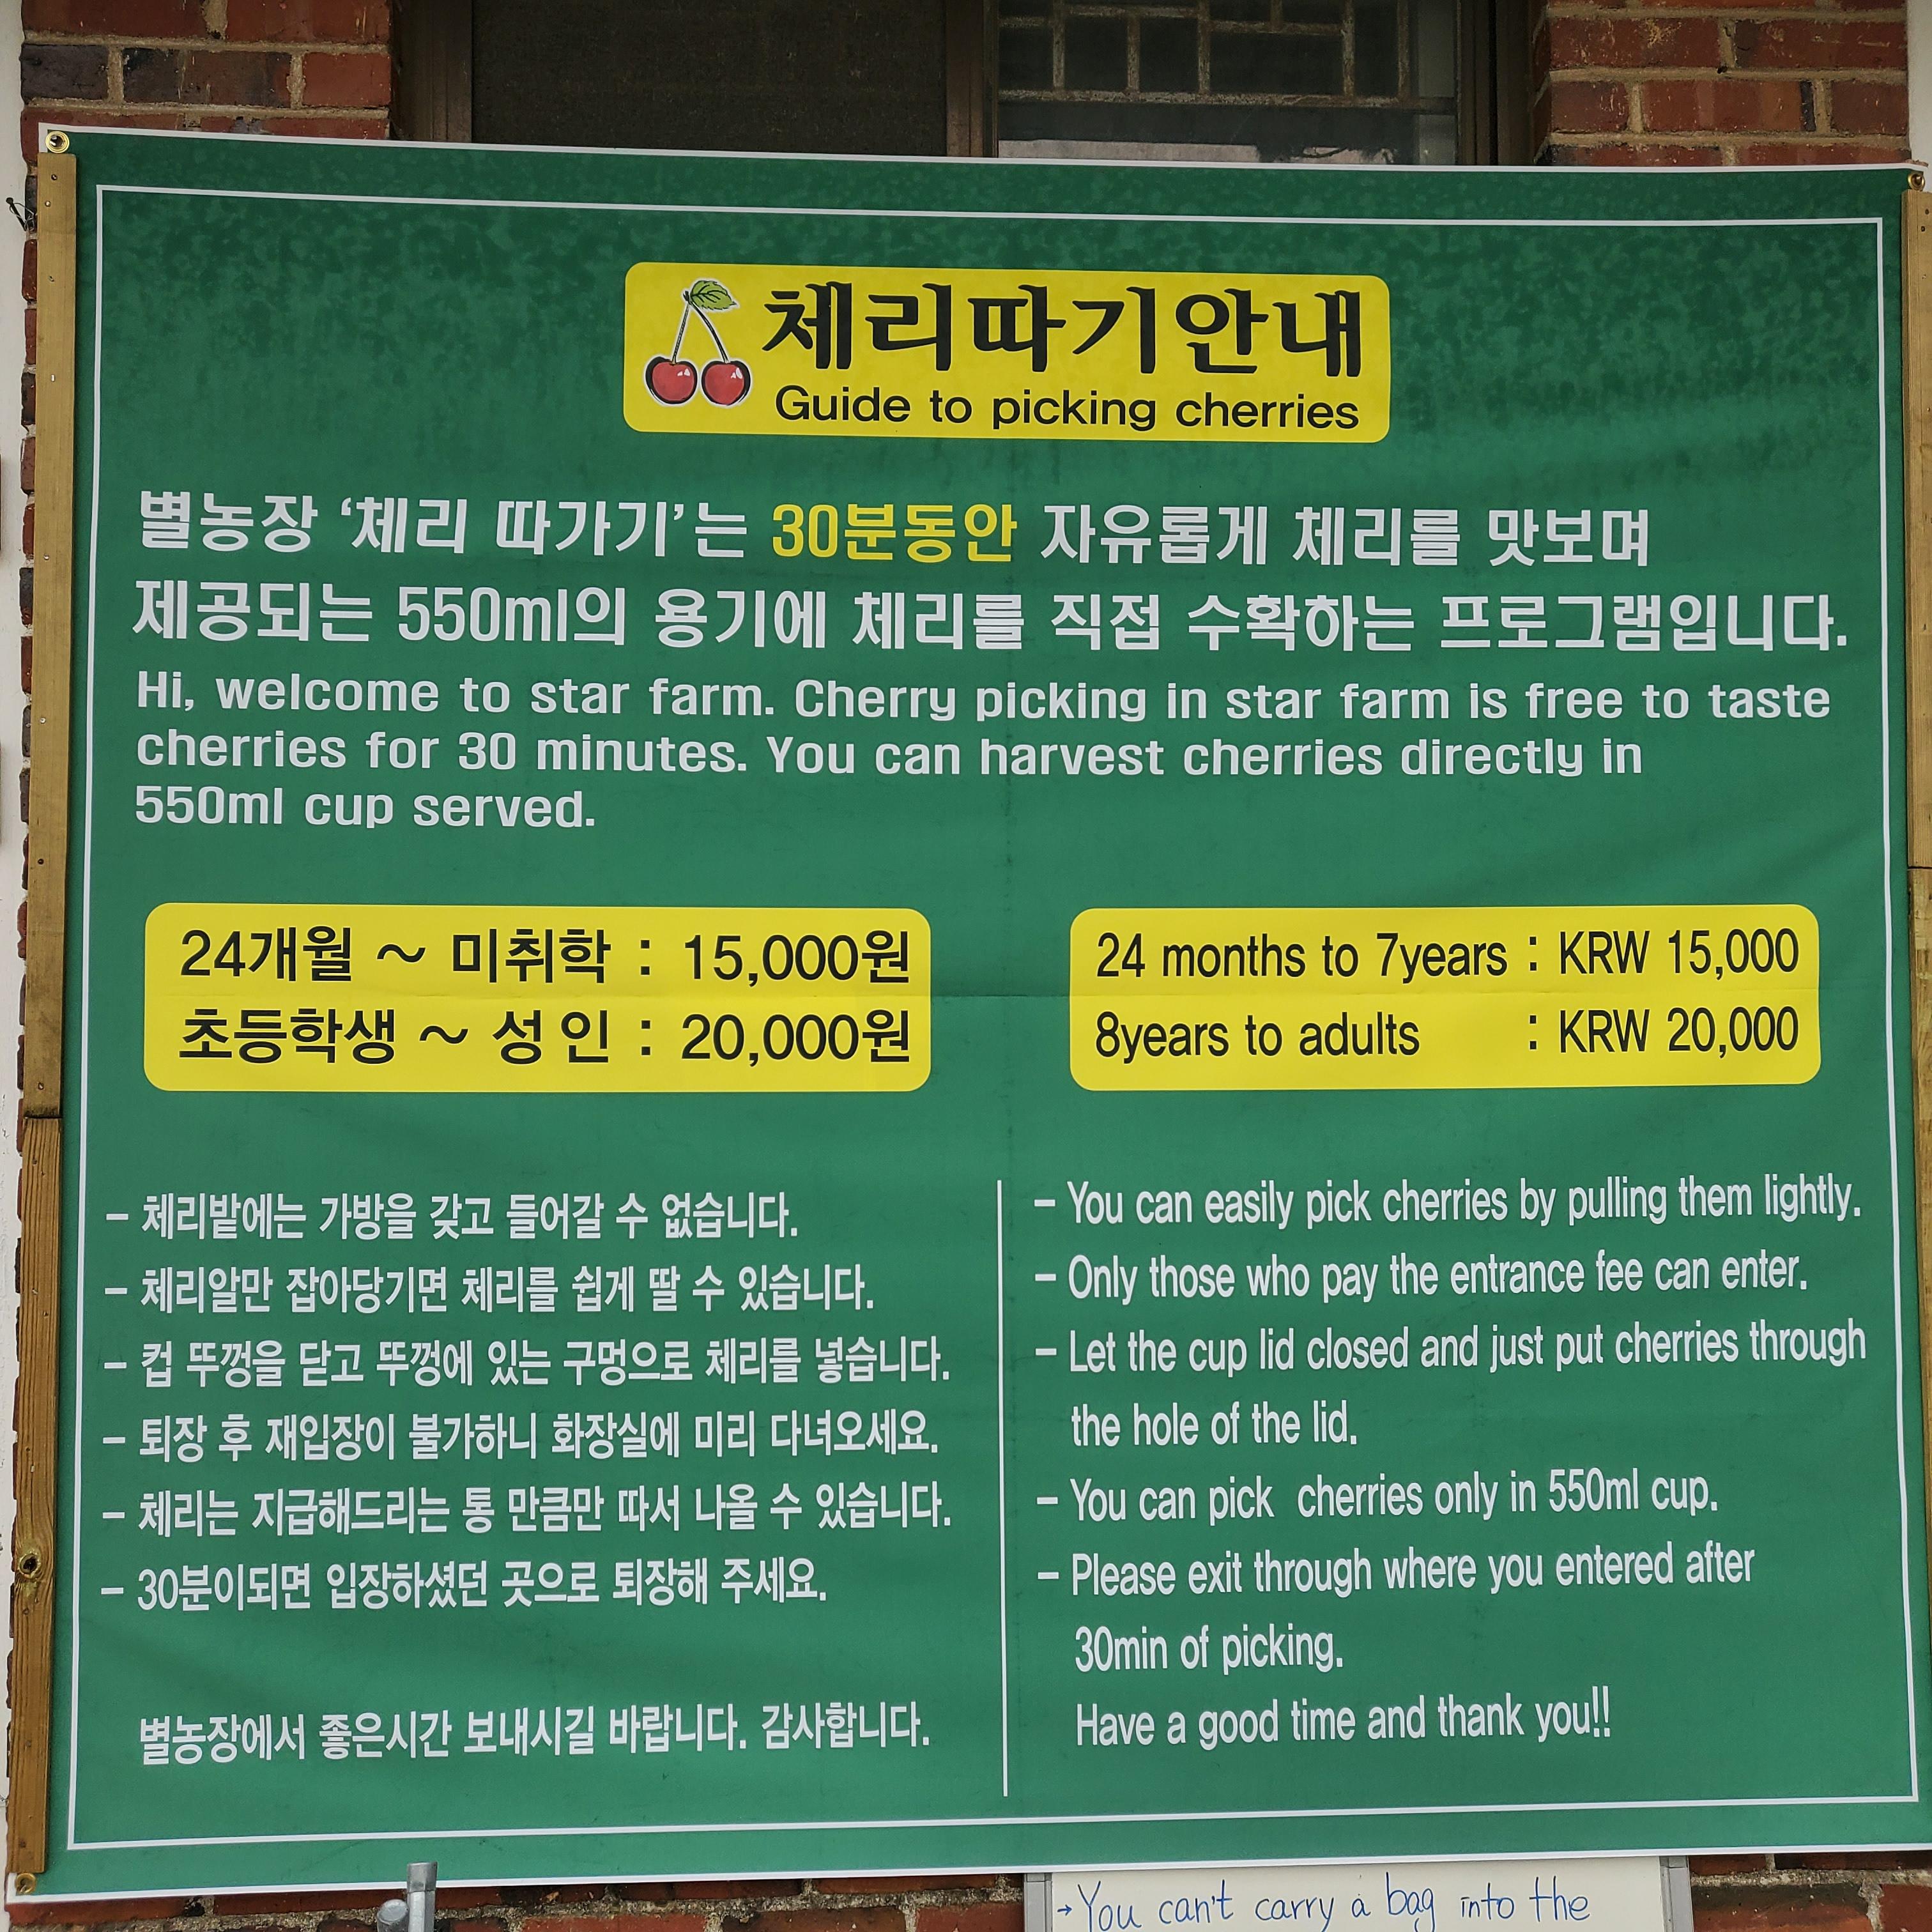 체리따기안내
Guide to picking cherries
별농장 ‘체리 따가기’는 30분동안 자유롭게 체리를 맛보며
제공되는 550ml의 용기에 체리를 직접 수확하는 프로그램입니다.
Hi, welcome to star farm. Cherry picking in star farm is free to taste
cherries for 30 minutes. You can harvest cherries directly in
550ml cup served.
24개월 ~ 미취학 : 15,000원
초등학생 ~ 성인 : 20,000원
24 months to 7years : KRW 15,000
8years to adults : KRW 20,000
- 체리밭에는 가방을 갖고 들어갈 수 없습니다.
- 체리알만 잡아당기면 체리를 쉽게 딸 수 있습니다.
- 컵 뚜껑을 닫고 뚜껑에 있는 구멍으로 체리를 넣습니다.
- 퇴장 후 재입장이 불가하니 화장실에 미리 다녀오세요.
- 체리는 지급해드리는 통 만큼만 따서 나올 수 있습니다.
- 30분이되면 입장하셨던 곳으로 퇴장해 주세요.
별농장에서 좋은시간 보내시길 바랍니다. 감사합니다.
- You can easily pick cherries by pulling them lightly.
- Only those who pay the entrance fee can enter.
- Let the cup lid closed and just put cherries through
the hole of the lid.
- You can pick cherries only in 550ml cup.
- Please exit through where you entered after
30min of picking.
Have a good time and thank you!!
→ You can't carry a bag into the